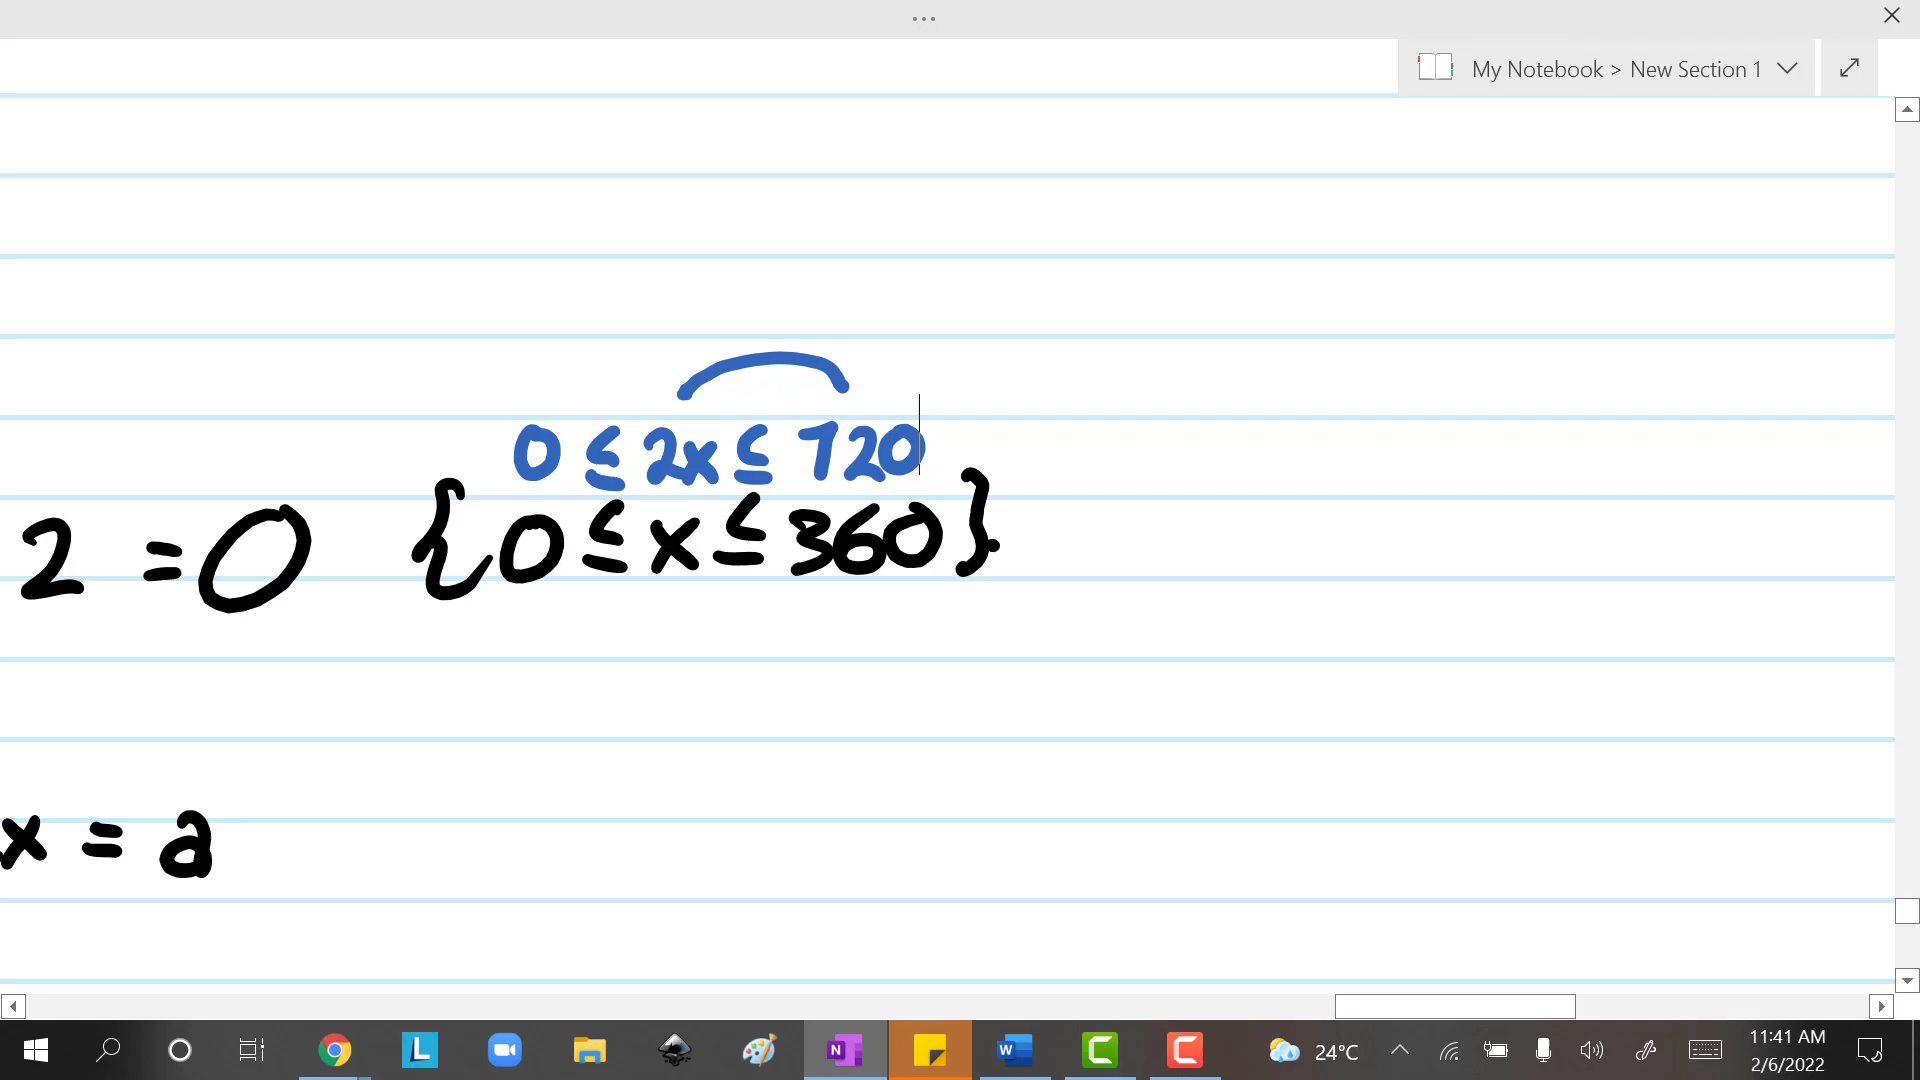 My Notebook > New Section 1
0 ≤ 2x ≤ 720
2 = 0 {0 ≤ x ≤ 360}.
x = a
24°C
11:41 AM
2/6/2022